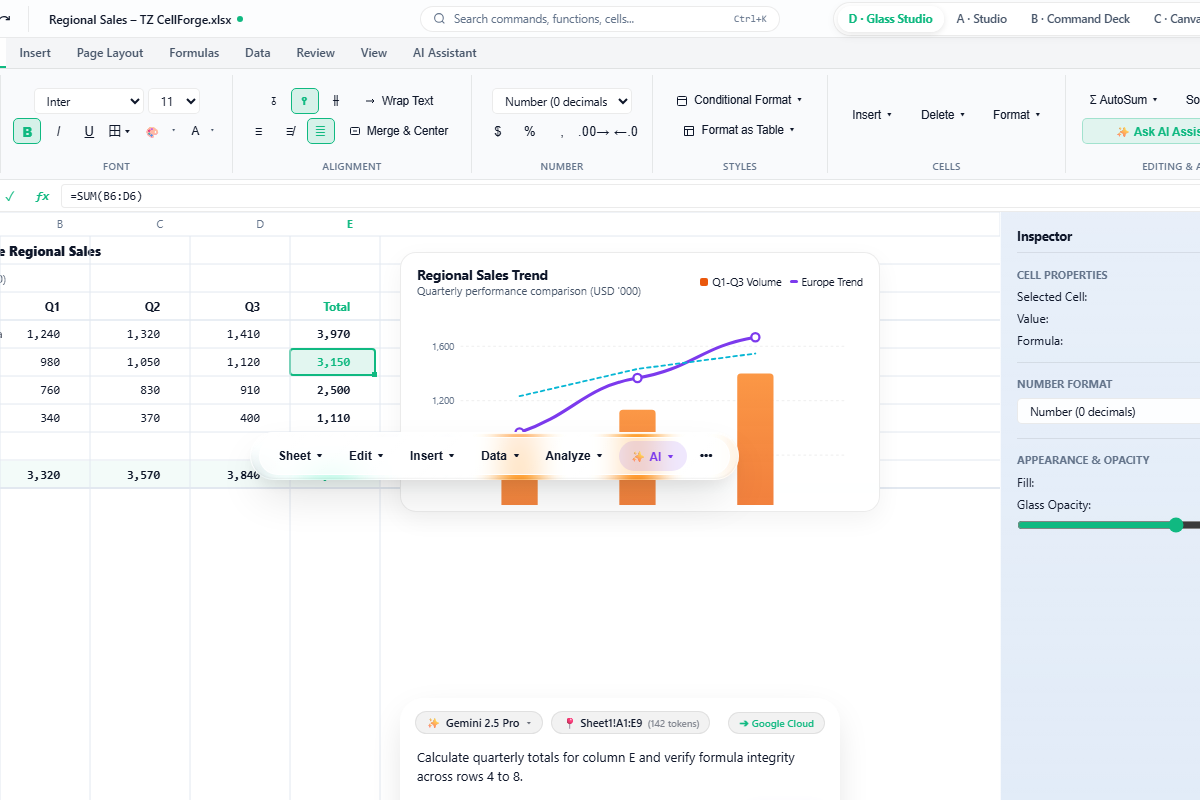 Regional Sales – TZ CellForge.xlsx
Search commands, functions, cells...
Ctrl+K
D · Glass Studio
A · Studio
B · Command Deck
Insert
Page Layout
Formulas
Data
Review
View
AI Assistant
Inter
11
Wrap Text
Number (0 decimals
Conditional Format
Insert
Delete
Format
Σ AutoSum
B
I
U
A
Merge & Center
$
%
,
.00→
←.0
Format as Table
Ask AI
FONT
ALIGNMENT
NUMBER
STYLES
CELLS
EDITING &
fx
=SUM(B6:D6)
B
C
D
E
Regional Sales
Q1
Q2
Q3
Total
1,240
1,320
1,410
3,970
980
1,050
1,120
3,150
760
830
910
2,500
340
370
400
1,110
3,320
3,570
3,840
Regional Sales Trend
Quarterly performance comparison (USD '000)
Q1-Q3 Volume
Europe Trend
1,600
1,200
Sheet
Edit
Insert
Data
Analyze
AI
•••
Gemini 2.5 Pro
Sheet1!A1:E9 (142 tokens)
➔ Google Cloud
Calculate quarterly totals for column E and verify formula integrity
across rows 4 to 8.
Inspector
CELL PROPERTIES
Selected Cell:
Value:
Formula:
NUMBER FORMAT
Number (0 decimals)
APPEARANCE & OPACITY
Fill:
Glass Opacity: